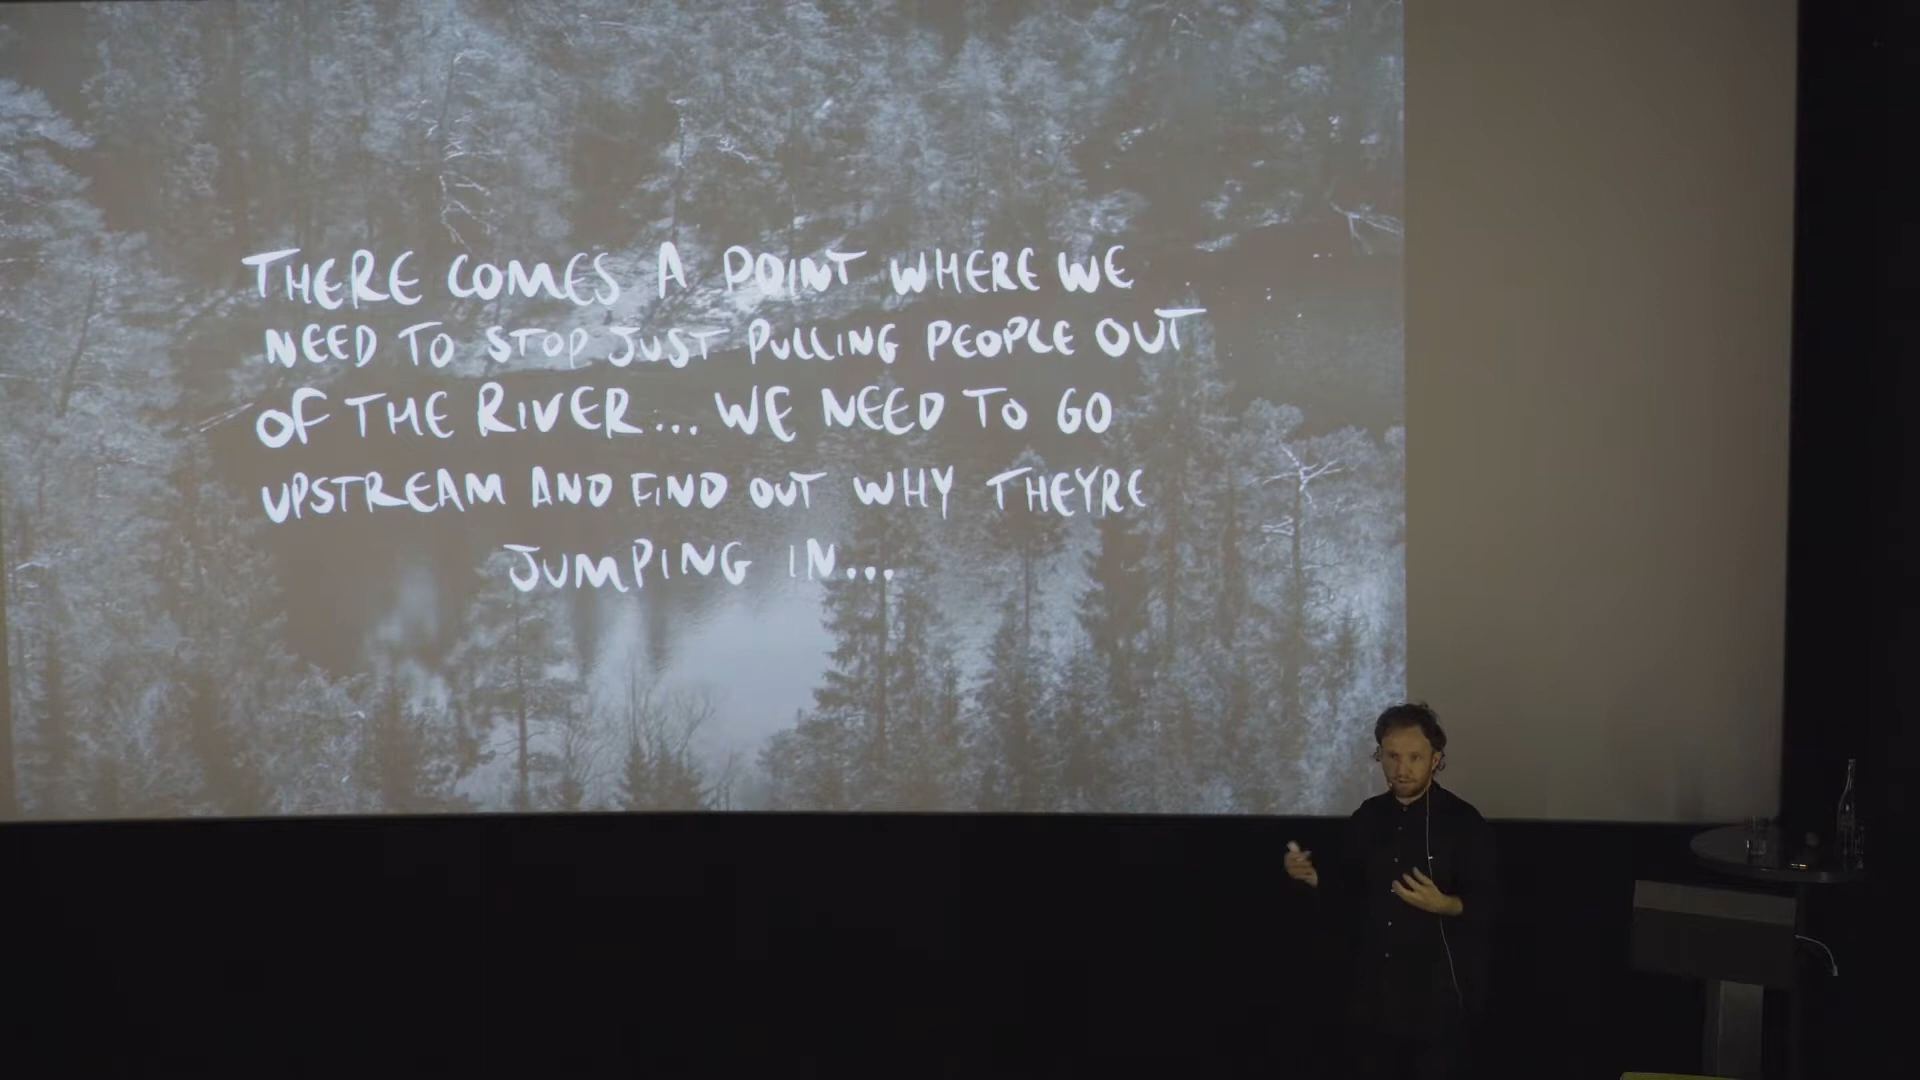 THERE COMES A POINT WHERE WE
NEED TO STOP JUST PULLING PEOPLE OUT
OF THE RIVER... WE NEED TO GO
UPSTREAM AND FIND OUT WHY THEYRE
JUMPING IN...